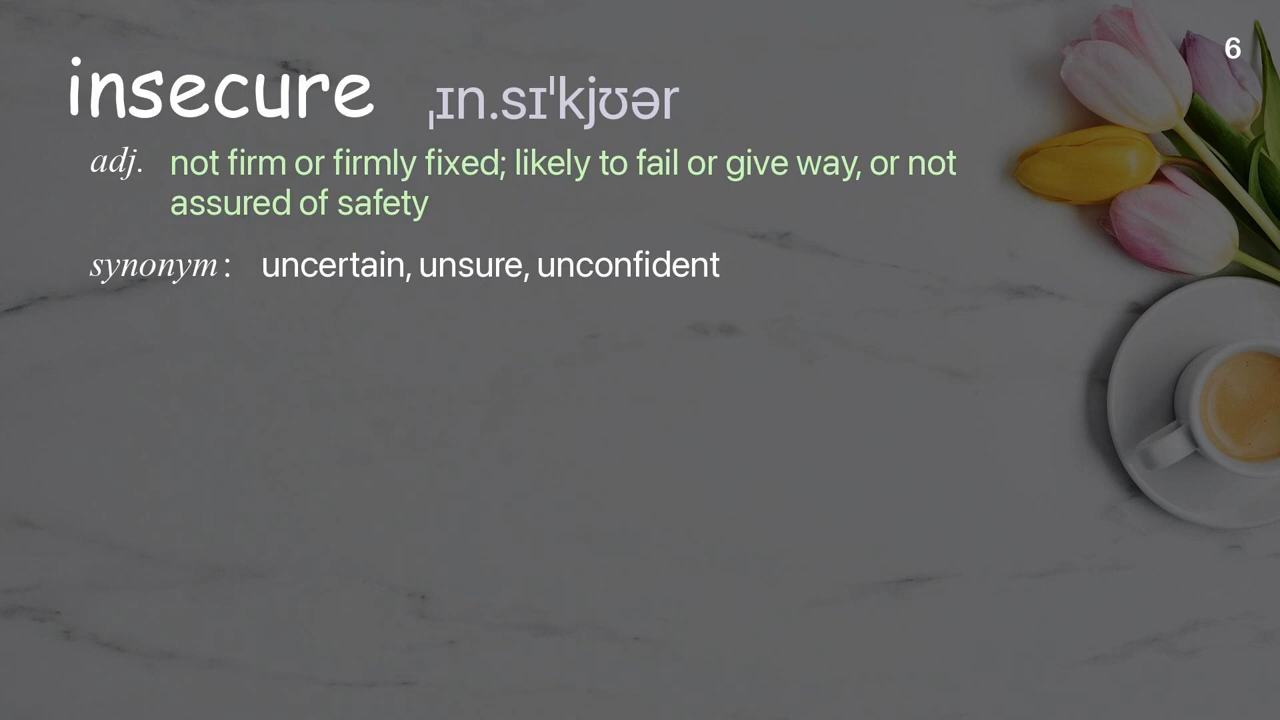 6
insecure ˌɪn.sɪˈkjʊər
adj. not firm or firmly fixed; likely to fail or give way, or not
assured of safety
synonym: uncertain, unsure, unconfident